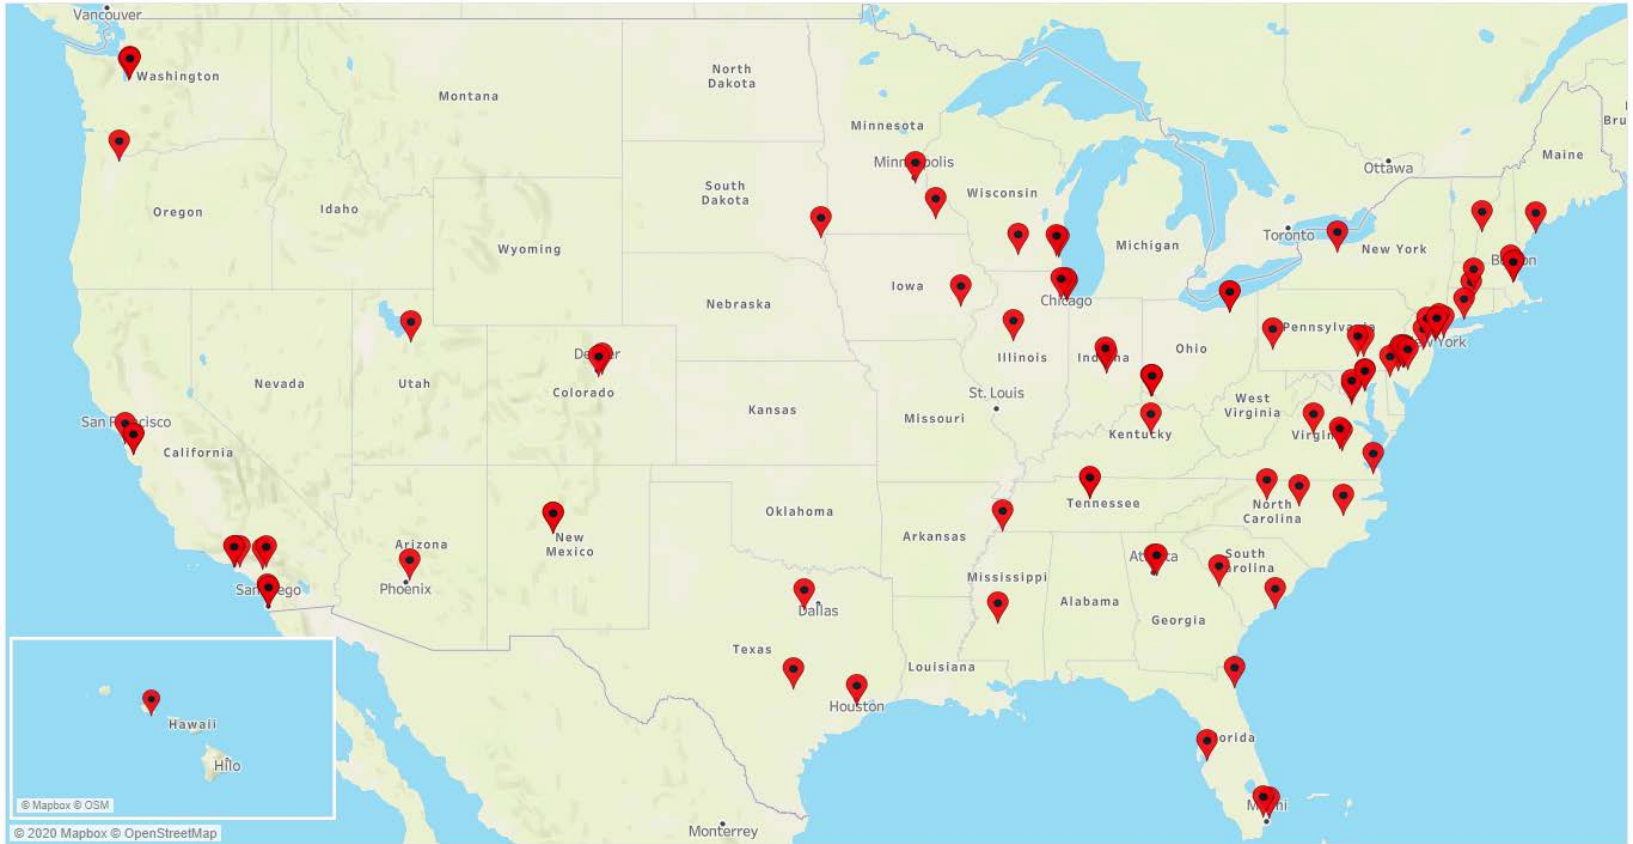 Vancouver
Washington
Montana
North
Dakota
Minnesota
Ottawa
Maine
Bru
Oregon
Idaho
South
Dakota
Wisconsin
Michigan
Toronto
New York
Wyoming
Iowa
Chicago
Nebraska
Pennsylvania
Illinois
Ohio
Nevada
Utah
Colorado
Kansas
St. Louis
Missouri
West
Virginia
California
Kentucky
Oklahoma
Tennessee
North
Carolina
Arizona
New
Mexico
Arkansas
Phoenix
Mississippi
South
Dallas
Alabama
Georgia
Texas
Louisiana
Houston
Hawaii
Hilo
© Mapbox © OSM
© 2020 Mapbox © OpenStreetMap
Monterrey